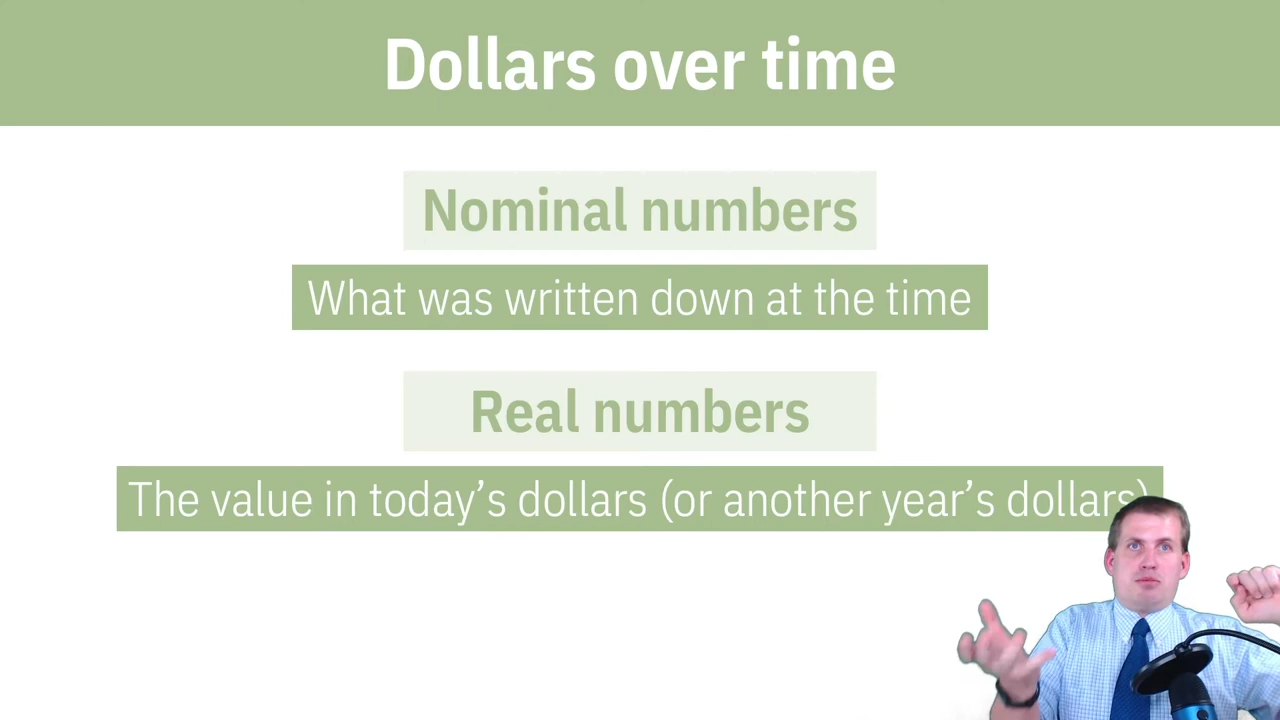 Dollars over time
Nominal numbers
What was written down at the time
Real numbers
The value in today’s dollars (or another year’s dollars)